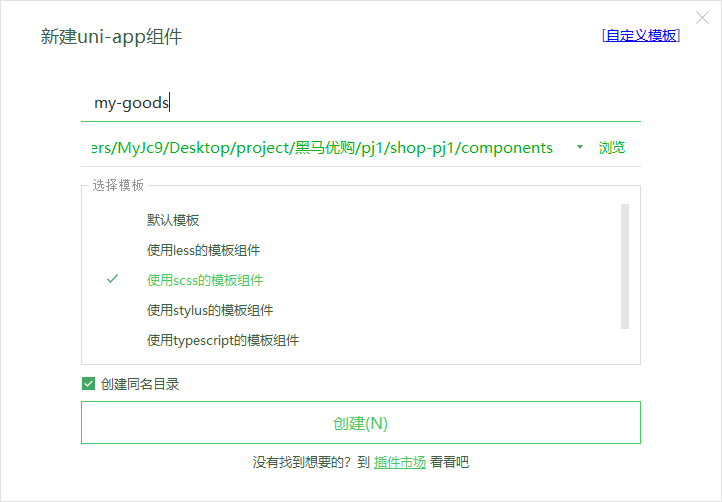 新建uni-app组件
[自定义模板]
my-goods
ers/MyJc9/Desktop/project/黑马优购/pj1/shop-pj1/components
浏览
选择模板
默认模板
使用less的模板组件
使用scss的模板组件
使用stylus的模板组件
使用typescript的模板组件
创建同名目录
创建(N)
没有找到想要的？到 插件市场 看看吧